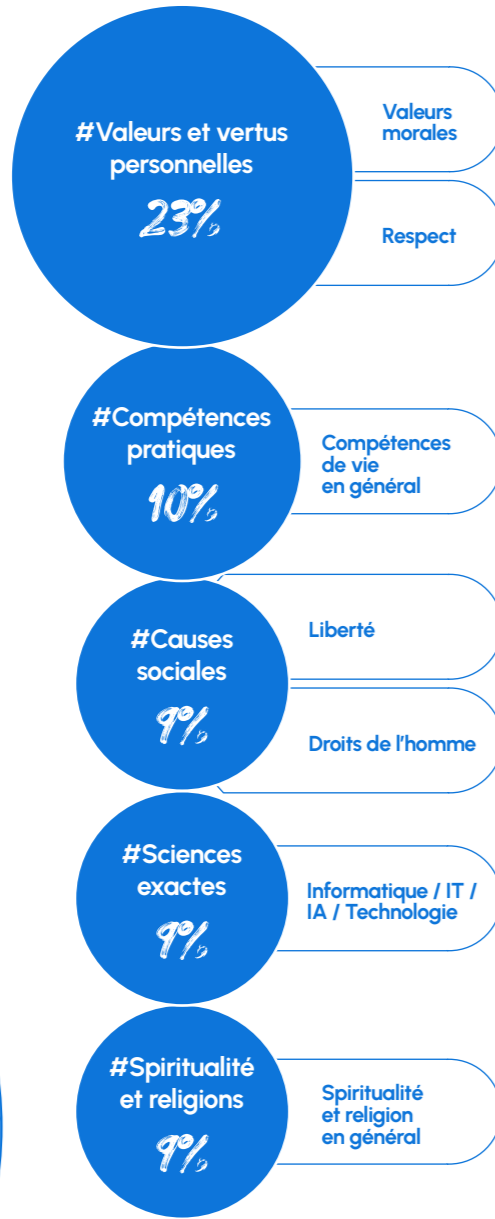 #Valeurs et vertus
personnelles
23%
Valeurs
morales
Respect
#Compétences
pratiques
10%
Compétences
de vie
en général
#Causes
sociales
9%
Liberté
Droits de l'homme
#Sciences
exactes
9%
Informatique / IT /
IA / Technologie
#Spiritualité
et religions
9%
Spiritualité
et religion
en général